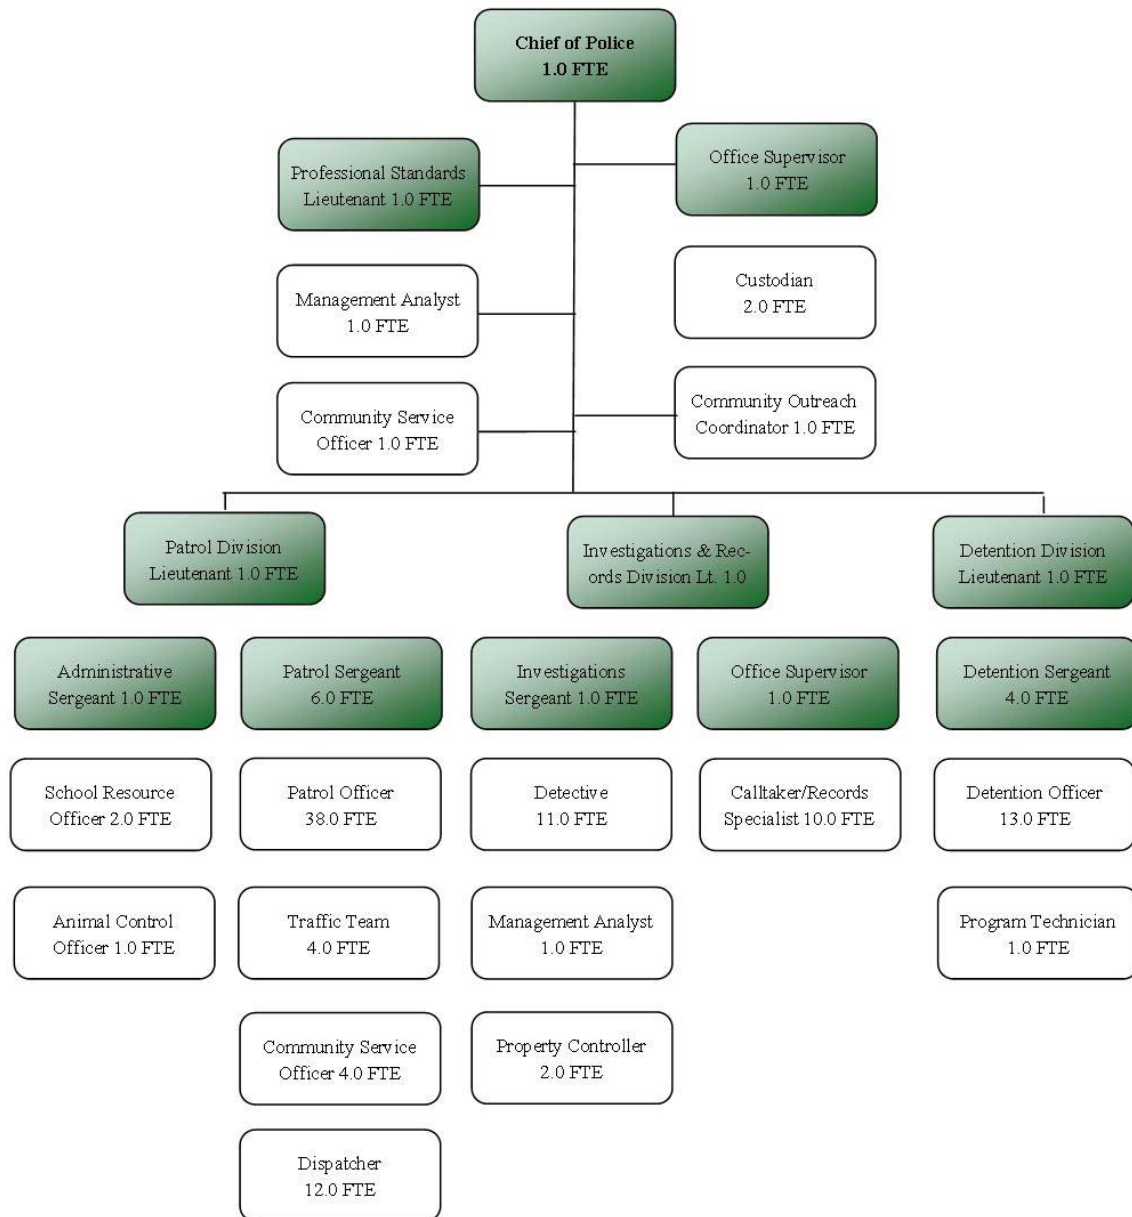 Chief of Police
1.0 FTE
Professional Standards
Lieutenant 1.0 FTE
Office Supervisor
1.0 FTE
Management Analyst
1.0 FTE
Custodian
2.0 FTE
Community Service
Officer 1.0 FTE
Community Outreach
Coordinator 1.0 FTE
Patrol Division
Lieutenant 1.0 FTE
Investigations & Rec-
ords Division Lt. 1.0
Detention Division
Lieutenant 1.0 FTE
Administrative
Sergeant 1.0 FTE
Patrol Sergeant
6.0 FTE
Investigations
Sergeant 1.0 FTE
Office Supervisor
1.0 FTE
Detention Sergeant
4.0 FTE
School Resource
Officer 2.0 FTE
Patrol Officer
38.0 FTE
Detective
11.0 FTE
Calltaker/Records
Specialist 10.0 FTE
Detention Officer
13.0 FTE
Animal Control
Officer 1.0 FTE
Traffic Team
4.0 FTE
Management Analyst
1.0 FTE
Program Technician
1.0 FTE
Community Service
Officer 4.0 FTE
Property Controller
2.0 FTE
Dispatcher
12.0 FTE